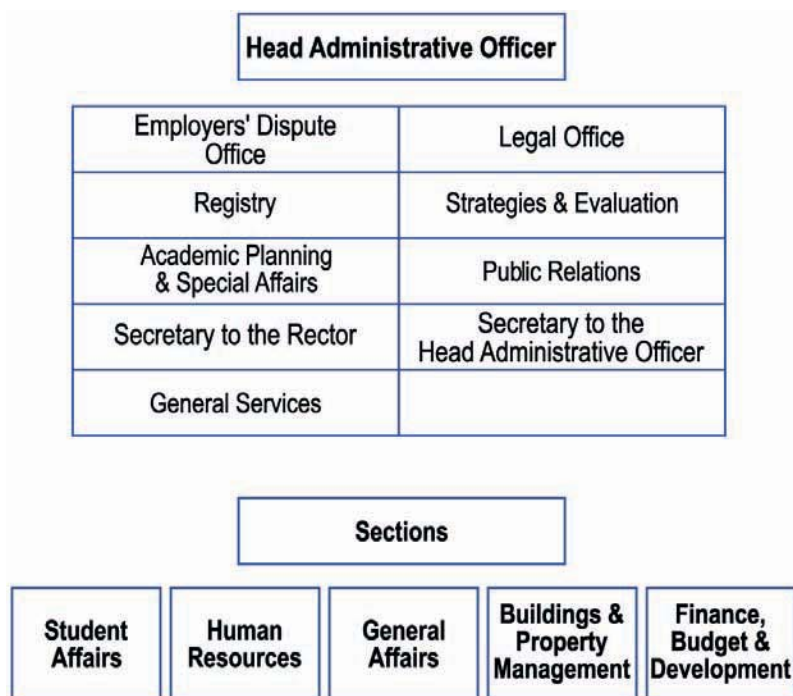 Head Administrative Officer
Employers' Dispute
Office
Legal Office
Registry
Strategies & Evaluation
Academic Planning
& Special Affairs
Public Relations
Secretary to the Rector
Secretary to the
Head Administrative Officer
General Services
Sections
Student
Affairs
Human
Resources
General
Affairs
Buildings &
Property
Management
Finance,
Budget &
Development